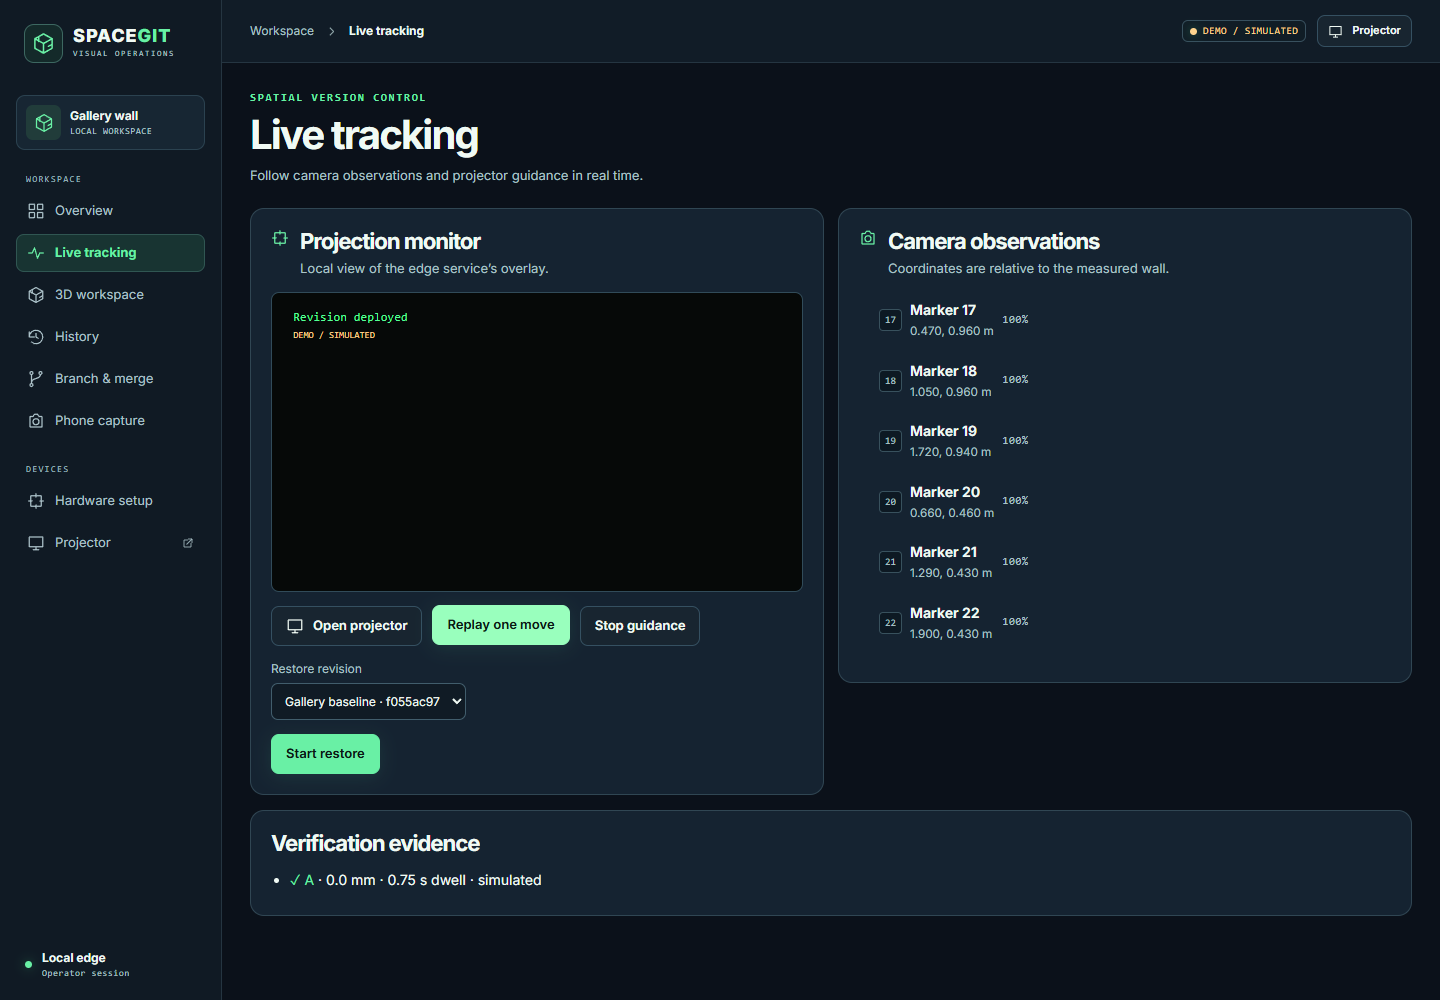 SPACEGIT
VISUAL OPERATIONS
Gallery wall
LOCAL WORKSPACE
WORKSPACE
Overview
Live tracking
3D workspace
History
Branch & merge
Phone capture
DEVICES
Hardware setup
Projector
Local edge
Operator session
Workspace > Live tracking
DEMO / SIMULATED
Projector
SPATIAL VERSION CONTROL
Live tracking
Follow camera observations and projector guidance in real time.
Projection monitor
Local view of the edge service’s overlay.
Revision deployed
DEMO / SIMULATED
Open projector
Replay one move
Stop guidance
Restore revision
Gallery baseline · f055ac97
Start restore
Camera observations
Coordinates are relative to the measured wall.
17 Marker 17 100%
0.470, 0.960 m
18 Marker 18 100%
1.050, 0.960 m
19 Marker 19 100%
1.720, 0.940 m
20 Marker 20 100%
0.660, 0.460 m
21 Marker 21 100%
1.290, 0.430 m
22 Marker 22 100%
1.900, 0.430 m
Verification evidence
• ✓ A · 0.0 mm · 0.75 s dwell · simulated